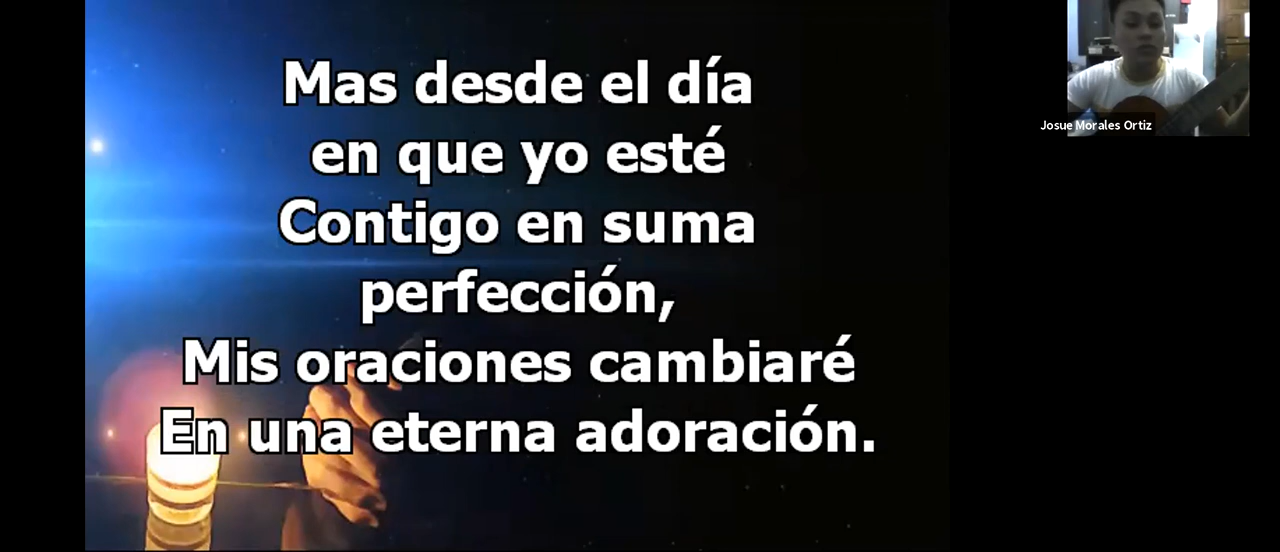 Mas desde el día
en que yo esté
Contigo en suma
perfección,
Mis oraciones cambiaré
En una eterna adoración.
Josue Morales Ortiz